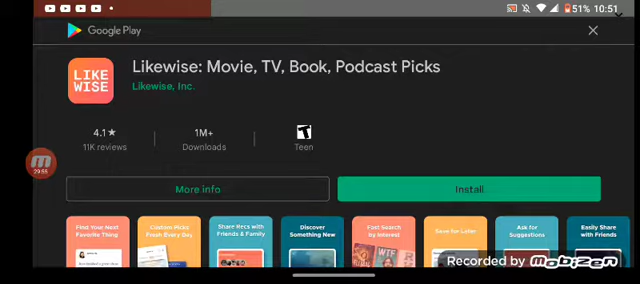 51% 10:51
Google Play
LIKE
WISE
Likewise: Movie, TV, Book, Podcast Picks
Likewise, Inc.
4.1★
11K reviews
1M+
Downloads
T
Teen
29:55
More info
Install
Find Your Next
Favorite Thing
Custom Picks
Fresh Every Day
Share Recs with
Friends & Family
Discover
Something New
Fast Search
by Interest
Save for Later
Ask for
Suggestions
Easily Share
with Friends
Recorded by Mobizen